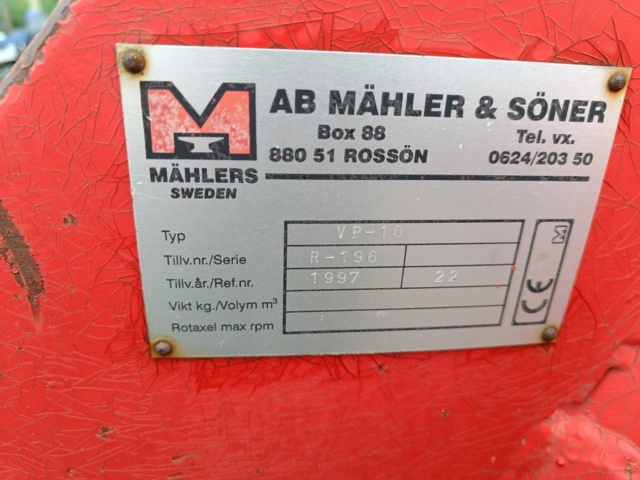 AB MÄHLER & SÖNER
Box 88 Tel. vx.
880 51 ROSSÖN 0624/203 50
M
MÄHLERS
SWEDEN
Typ VP-10
Tillv.nr./Serie R-196
Tillv.år./Ref.nr. 1997 22
Vikt kg./Volym m³
Rotaxel max rpm
M
CE